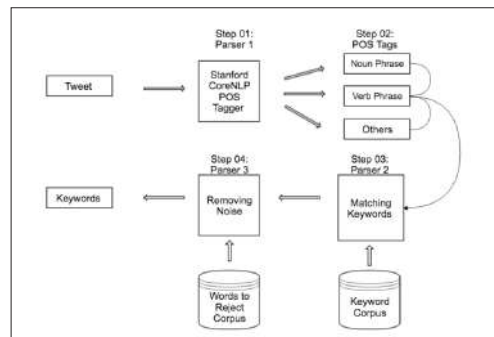 Step 01:
Parser 1
Step 02:
POS Tags
Tweet
Stanford
CoreNLP
POS
Tagger
Noun Phrase
Verb Phrase
Others
Step 04:
Parser 3
Step 03:
Parser 2
Keywords
Removing
Noise
Matching
Keywords
Words to
Reject
Corpus
Keyword
Corpus